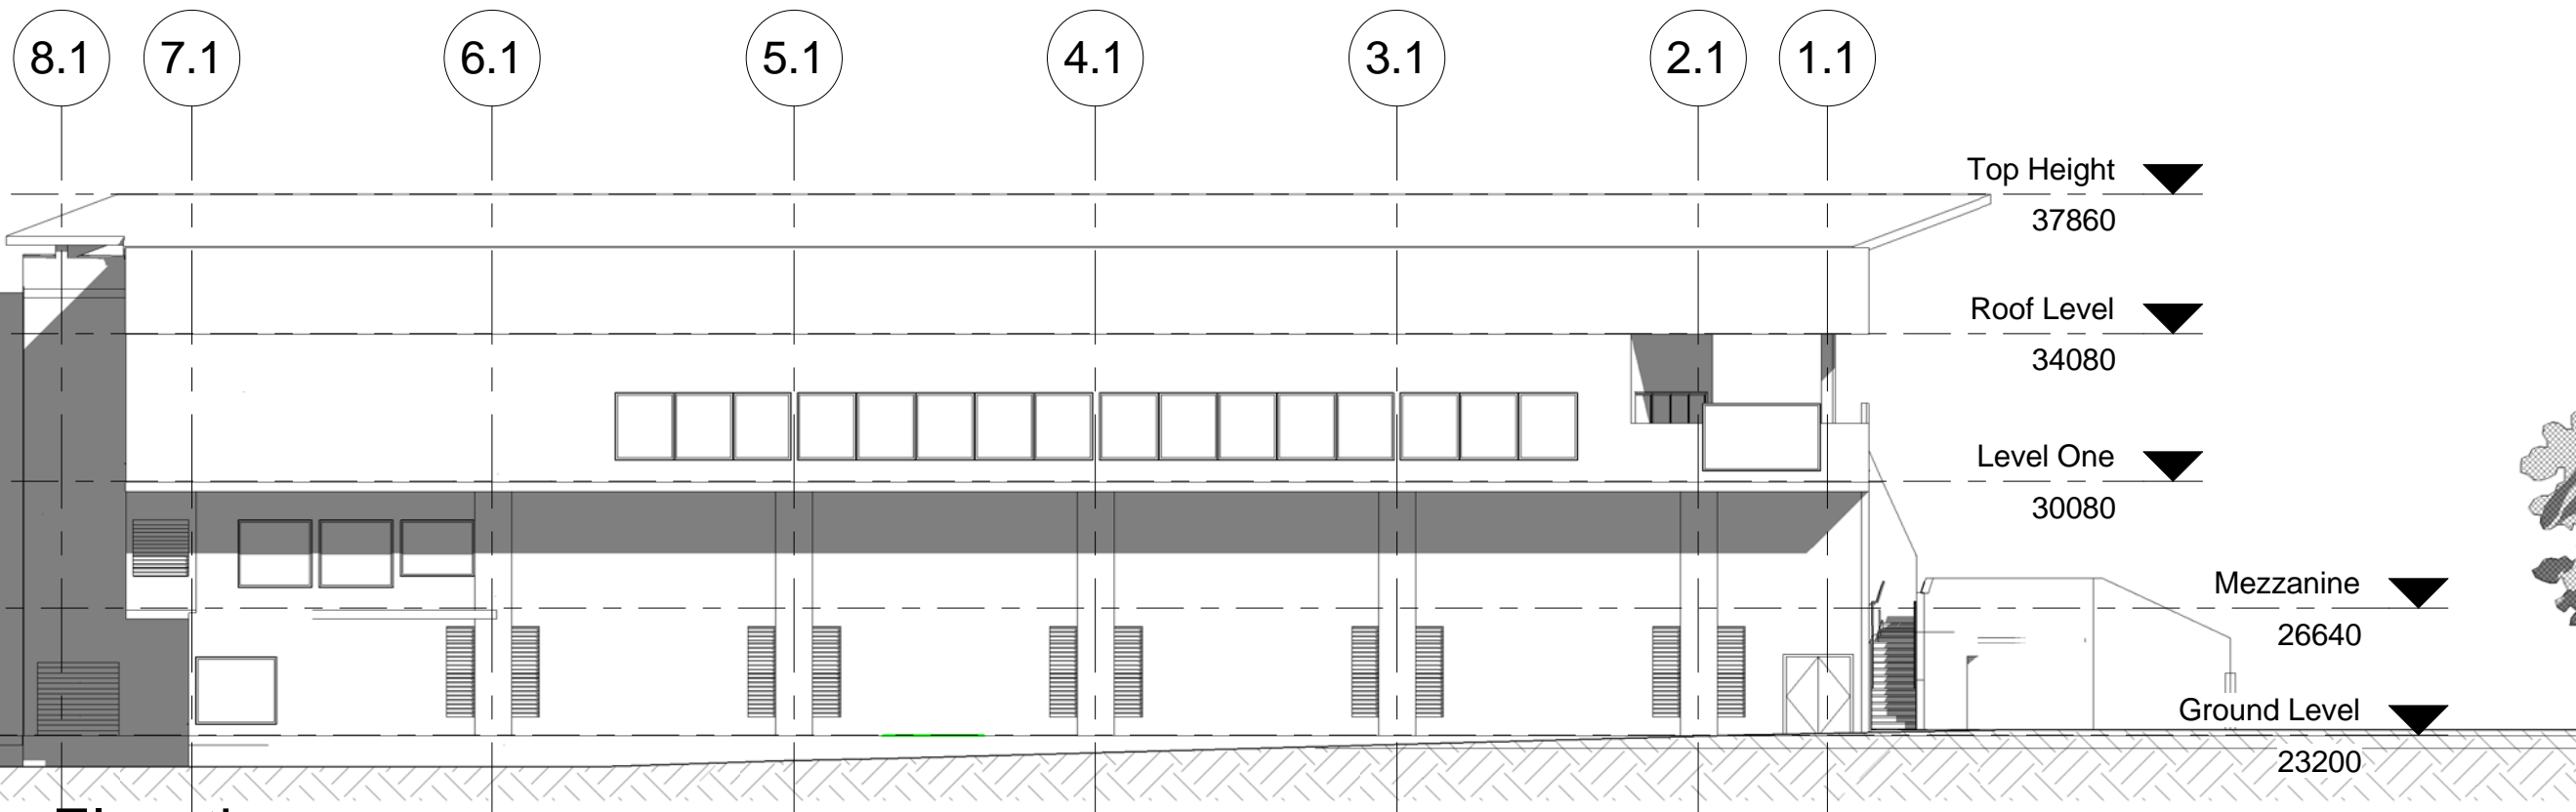 8.1 7.1 6.1 5.1 4.1 3.1 2.1 1.1
Top Height
37860
Roof Level
34080
Level One
30080
Mezzanine
26640
Ground Level
23200